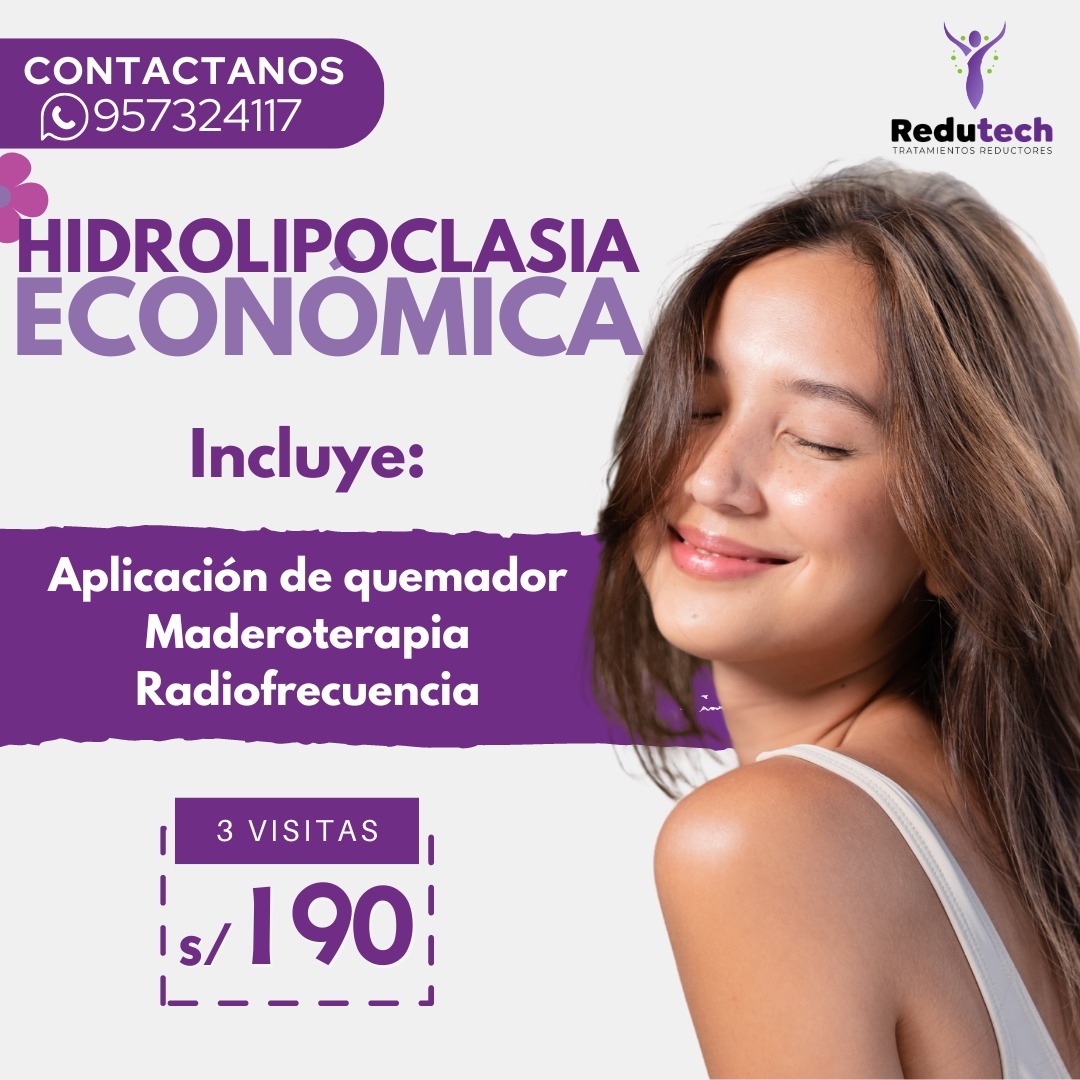 CONTACTANOS
957324117
Redutech
TRATAMIENTOS REDUCTORES
HIDROLIPOCLASIA
ECONÓMICA
Incluye:
Aplicación de quemador
Maderoterapia
Radiofrecuencia
3 VISITAS
s/190